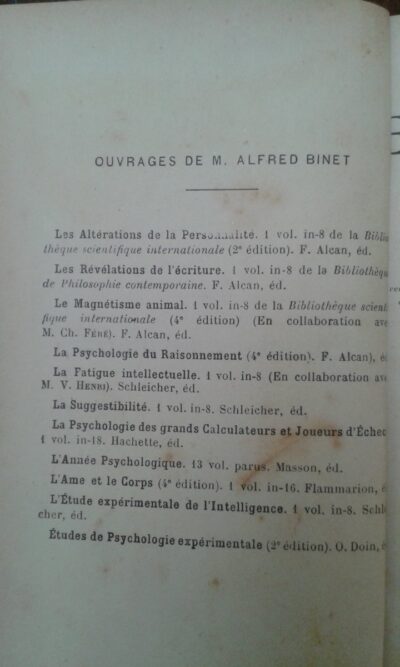 OUVRAGES DE M. ALFRED BINET
Les Altérations de la Personnalité. 1 vol. in-8 de la Biblio
thèque scientifique internationale (2e édition). F. Alcan, éd.
Les Révélations de l'écriture. 1 vol. in-8 de la Bibliothèqu
de Philosophie contemporaine. F. Alcan, éd.
Le Magnétisme animal. 1 vol. in-8 de la Bibliothèque scient
fique internationale (4e édition) (En collaboration ave
M. Ch. FÉRÉ). F. Alcan, éd.
La Psychologie du Raisonnement (4e édition). F. Alcan), é
La Fatigue intellectuelle. 1 vol. in-8 (En collaboration ave
M. V. HENRI). Schleicher, éd.
La Suggestibilité. 1 vol. in-8. Schleicher, éd.
La Psychologie des grands Calculateurs et Joueurs d'Échec
1 vol. in-18. Hachette, éd.
L'Année Psychologique. 13 vol. parus. Masson, éd.
L'Ame et le Corps (4e édition). 1 vol. in-16. Flammarion, é
L'Étude expérimentale de l'Intelligence. 1 vol. in-8. Schl
cher, éd.
Études de Psychologie expérimentale (2e édition). O. Doin, é